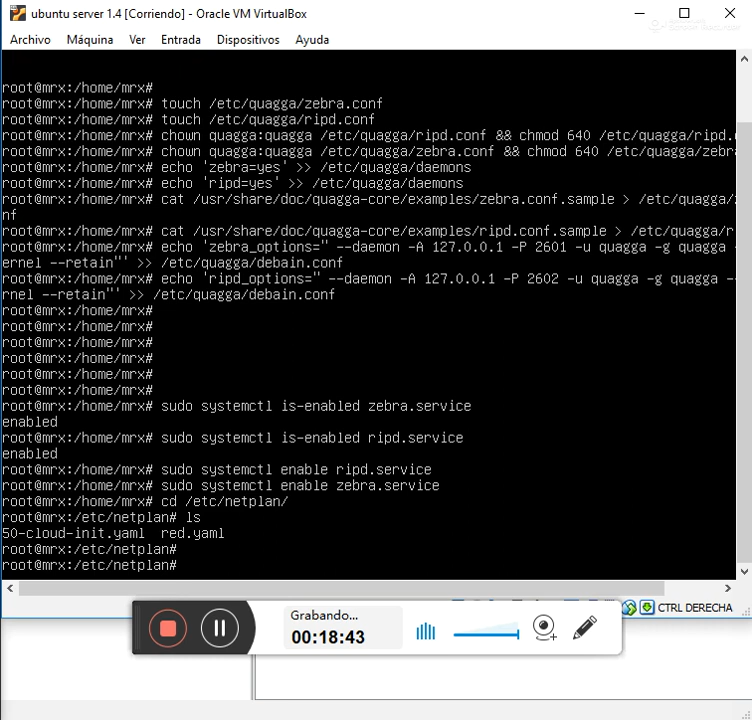 ubuntu server 1.4 [Corriendo] - Oracle VM VirtualBox
Archivo Máquina Ver Entrada Dispositivos Ayuda
root@mrx:/home/mrx#
root@mrx:/home/mrx# touch /etc/quagga/zebra.conf
root@mrx:/home/mrx# touch /etc/quagga/ripd.conf
root@mrx:/home/mrx# chown quagga:quagga /etc/quagga/ripd.conf && chmod 640 /etc/quagga/ripd.
root@mrx:/home/mrx# chown quagga:quagga /etc/quagga/zebra.conf && chmod 640 /etc/quagga/zebr
root@mrx:/home/mrx# echo 'zebra=yes' >> /etc/quagga/daemons
root@mrx:/home/mrx# echo 'ripd=yes' >> /etc/quagga/daemons
root@mrx:/home/mrx# cat /usr/share/doc/quagga-core/examples/zebra.conf.sample > /etc/quagga/
nf
root@mrx:/home/mrx# cat /usr/share/doc/quagga-core/examples/ripd.conf.sample > /etc/quagga/r
root@mrx:/home/mrx# echo 'zebra_options=" --daemon -A 127.0.0.1 -P 2601 -u quagga -g quagga -
ernel --retain"' >> /etc/quagga/debain.conf
root@mrx:/home/mrx# echo 'ripd_options=" --daemon -A 127.0.0.1 -P 2602 -u quagga -g quagga --
rnel --retain"' >> /etc/quagga/debain.conf
root@mrx:/home/mrx#
root@mrx:/home/mrx#
root@mrx:/home/mrx#
root@mrx:/home/mrx#
root@mrx:/home/mrx#
root@mrx:/home/mrx#
root@mrx:/home/mrx# sudo systemctl is-enabled zebra.service
enabled
root@mrx:/home/mrx# sudo systemctl is-enabled ripd.service
enabled
root@mrx:/home/mrx# sudo systemctl enable ripd.service
root@mrx:/home/mrx# sudo systemctl enable zebra.service
root@mrx:/home/mrx# cd /etc/netplan/
root@mrx:/etc/netplan# ls
50-cloud-init.yaml red.yaml
root@mrx:/etc/netplan#
root@mrx:/etc/netplan#
CTRL DERECHA
Grabando...
00:18:43